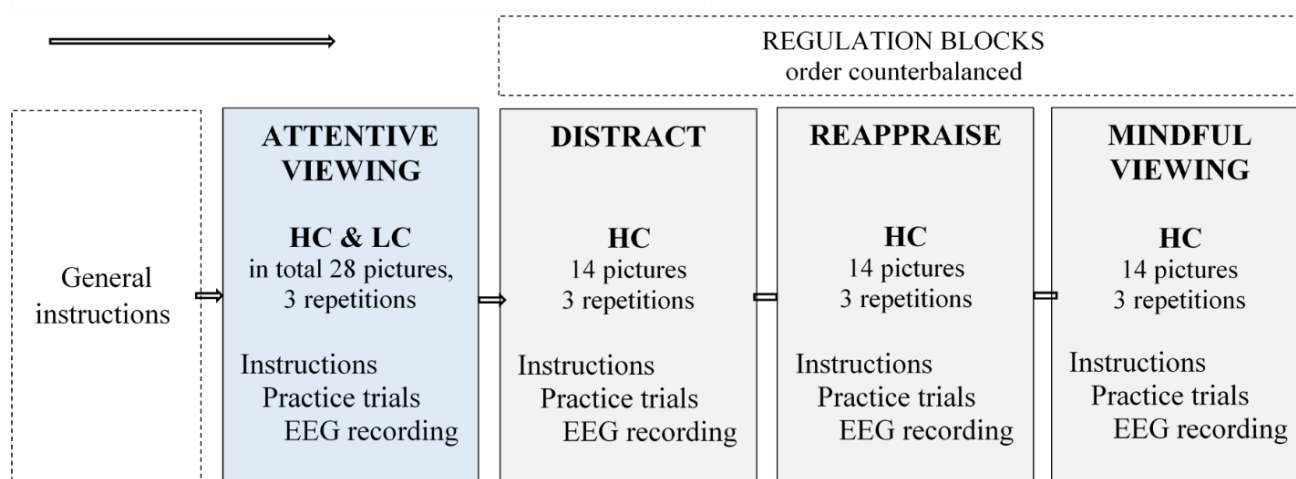 REGULATION BLOCKS
order counterbalanced
General
instructions
ATTENTIVE
VIEWING
HC & LC
in total 28 pictures,
3 repetitions
Instructions
Practice trials
EEG recording
DISTRACT
HC
14 pictures
3 repetitions
Instructions
Practice trials
EEG recording
REAPPRAISE
HC
14 pictures
3 repetitions
Instructions
Practice trials
EEG recording
MINDFUL
VIEWING
HC
14 pictures
3 repetitions
Instructions
Practice trials
EEG recording